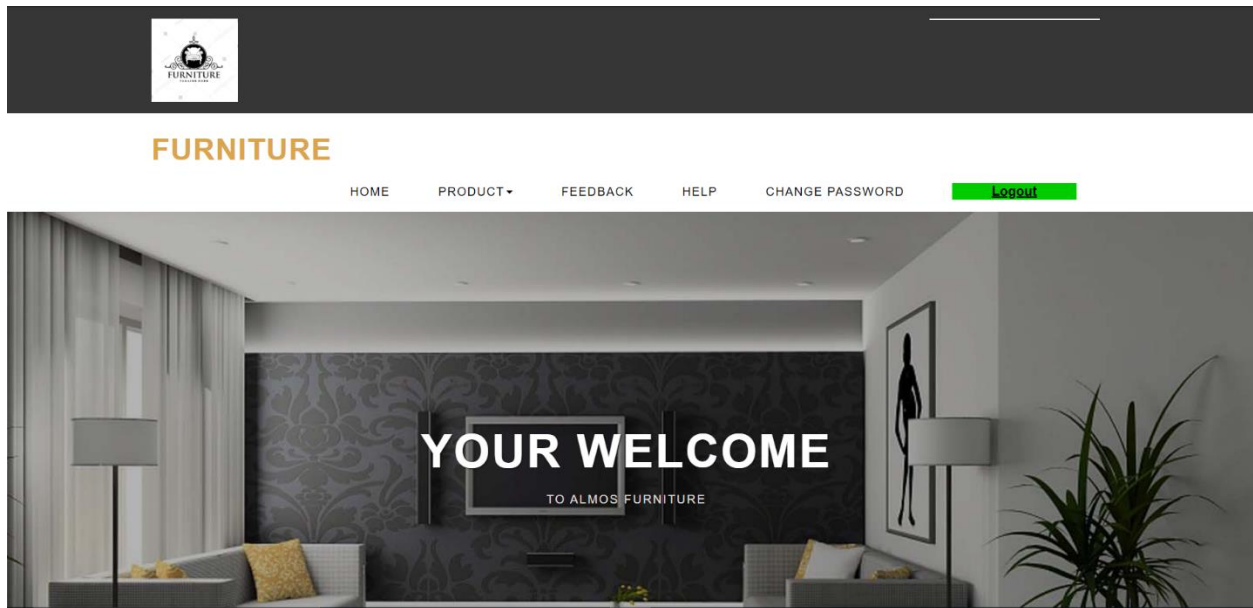 FURNITURE
FURNITURE
HOME PRODUCT FEEDBACK HELP CHANGE PASSWORD Logout
YOUR WELCOME
TO ALMOS FURNITURE